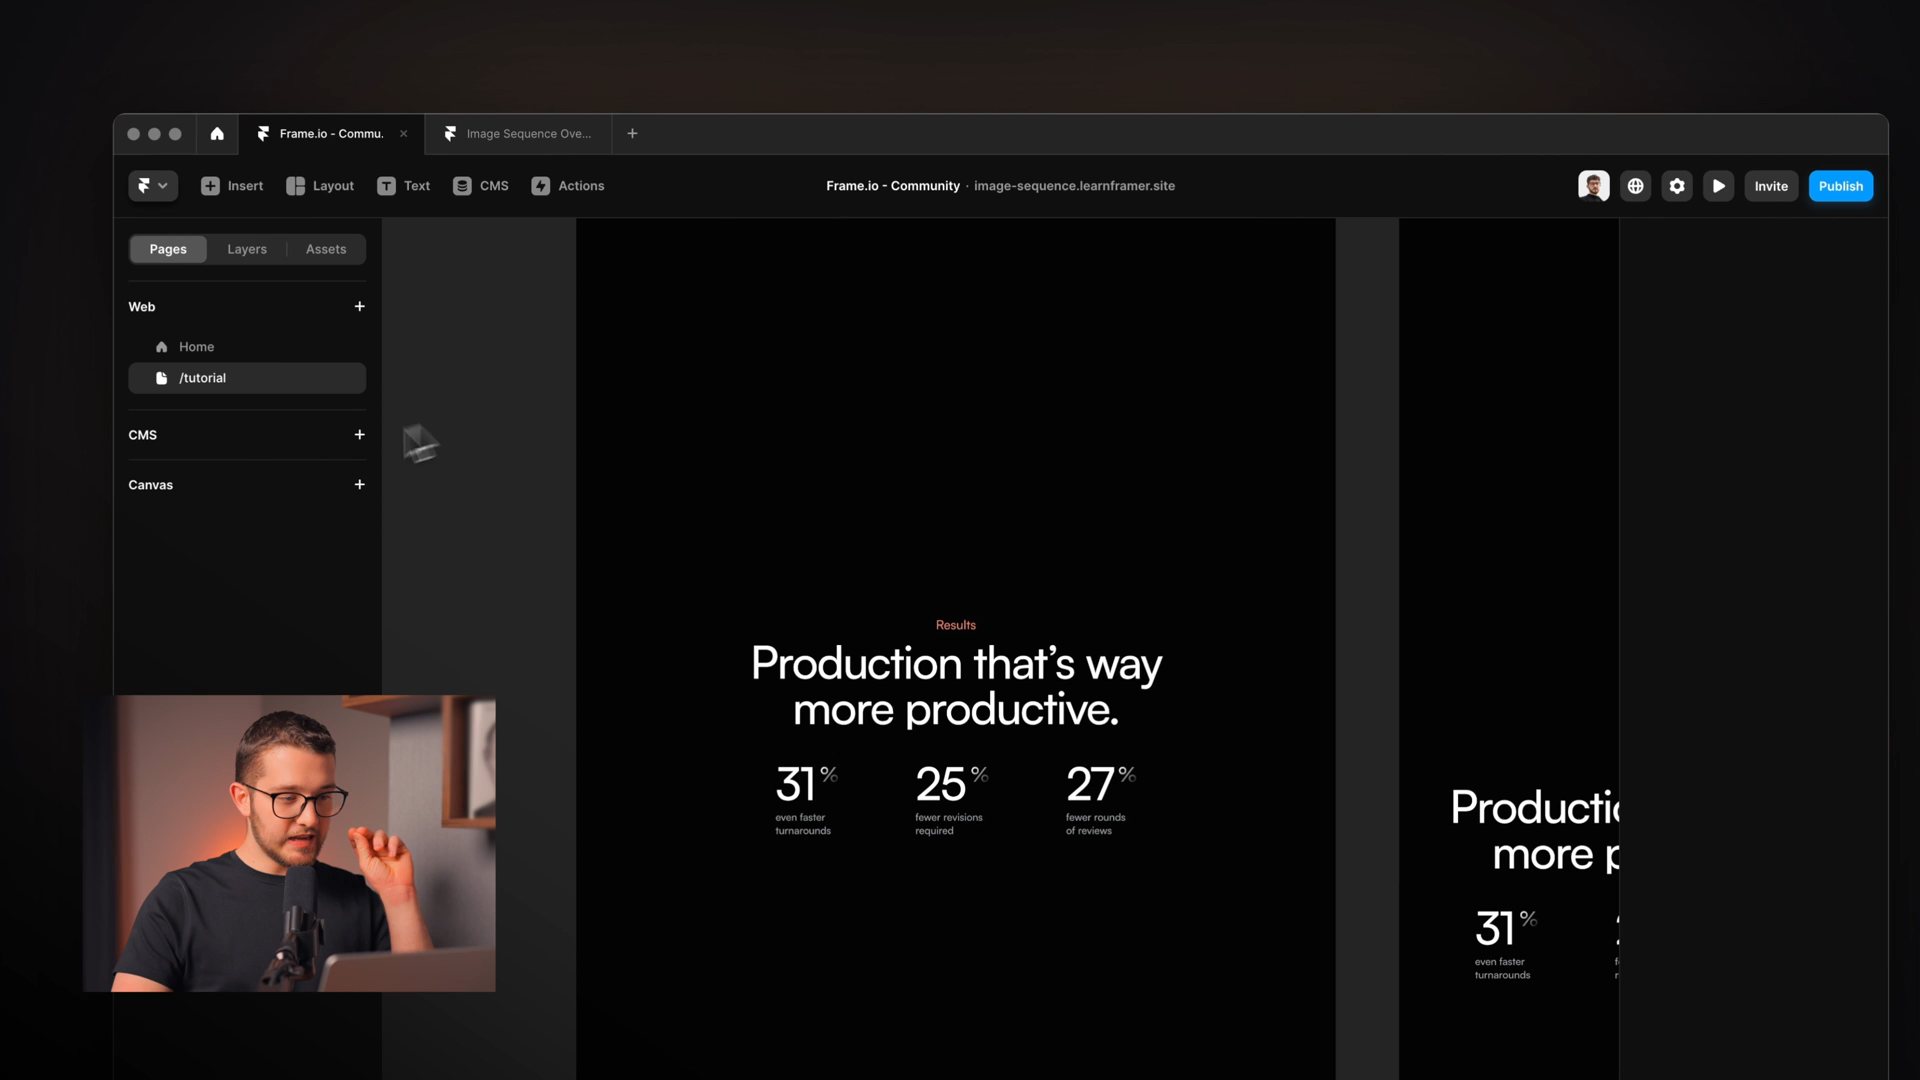 Frame.io - Commu.
Image Sequence Ove...
Insert
Layout
Text
CMS
Actions
Frame.io - Community · image-sequence.learnframer.site
Invite
Publish
Pages
Layers
Assets
Web
Home
/tutorial
CMS
Canvas
Results
Production that’s way
more productive.
31%
even faster
turnarounds
25%
fewer revisions
required
27%
fewer rounds
of reviews
Productio
more p
31%
even faster
turnarounds